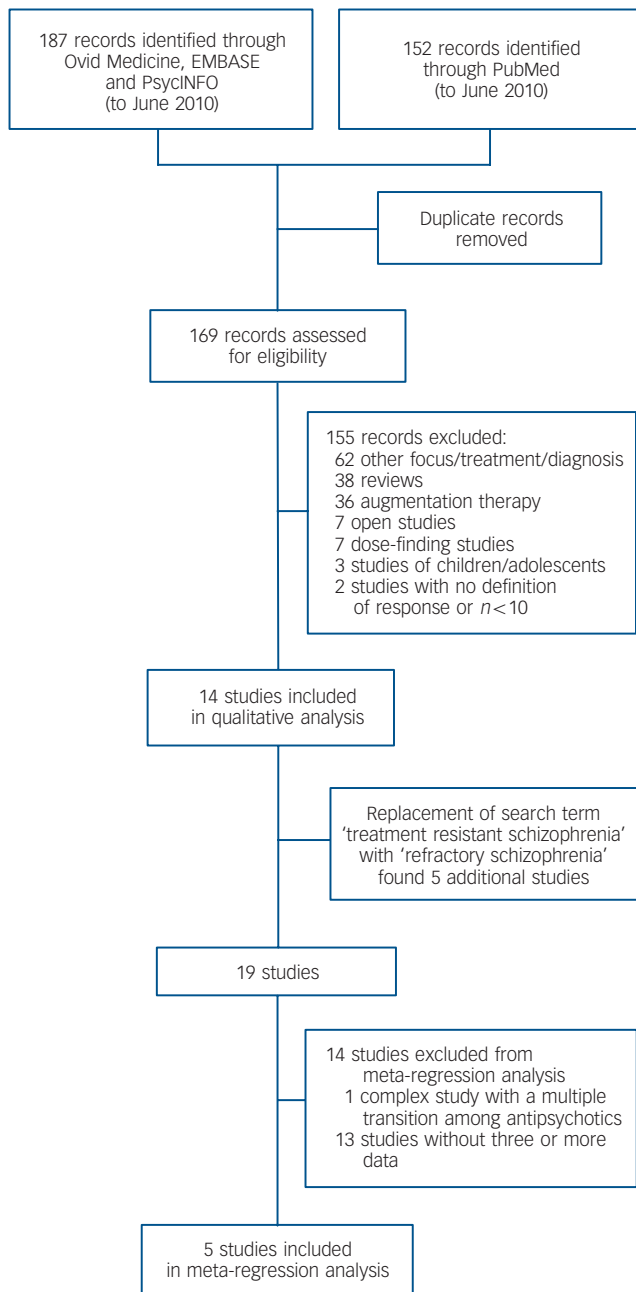 187 records identified through
Ovid Medicine, EMBASE
and PsycINFO
(to June 2010)
152 records identified
through PubMed
(to June 2010)
Duplicate records
removed
169 records assessed
for eligibility
155 records excluded:
62 other focus/treatment/diagnosis
38 reviews
36 augmentation therapy
7 open studies
7 dose-finding studies
3 studies of children/adolescents
2 studies with no definition
of response or n<10
14 studies included
in qualitative analysis
Replacement of search term
‘treatment resistant schizophrenia’
with ‘refractory schizophrenia’
found 5 additional studies
19 studies
14 studies excluded from
meta-regression analysis
1 complex study with a multiple
transition among antipsychotics
13 studies without three or more
data
5 studies included
in meta-regression analysis